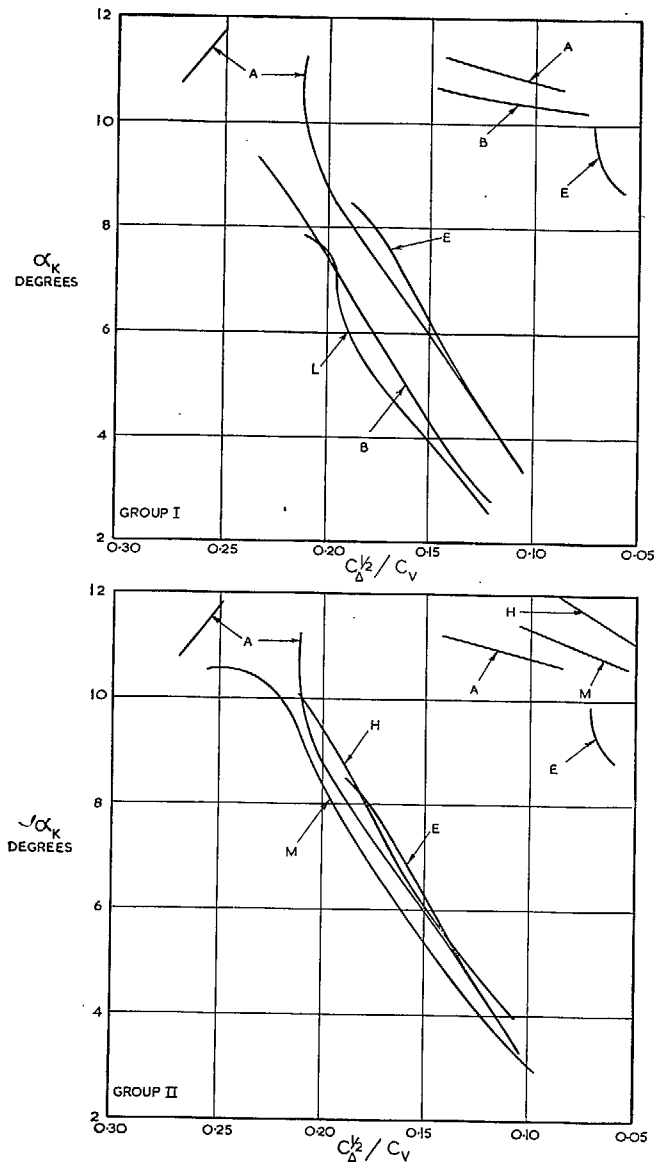 12
10
8
6
4
2
α_K
DEGREES
A
A
B
E
E
L
B
GROUP I
0·30
0·25
0·20
0·15
0·10
0·05
C_Δ^½ / C_V
12
10
8
6
4
2
α_K
DEGREES
A
H
A
M
H
E
M
E
GROUP II
0·30
0·25
0·20
0·15
0·10
0·05
C_Δ^½ / C_V